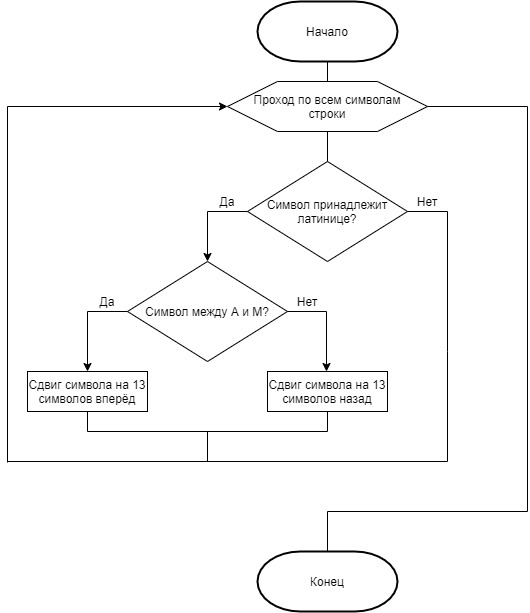 Начало
Проход по всем символам
строки
Символ принадлежит
латинице?
Да
Нет
Символ между А и М?
Да
Нет
Сдвиг символа на 13
символов вперёд
Сдвиг символа на 13
символов назад
Конец